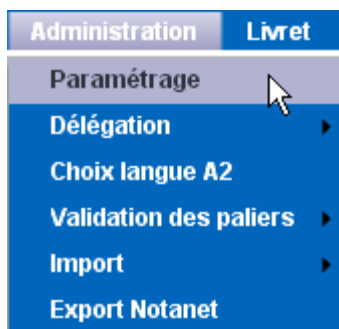 Administration Livret
Paramétrage
Délégation
Choix langue A2
Validation des paliers
Import
Export Notanet